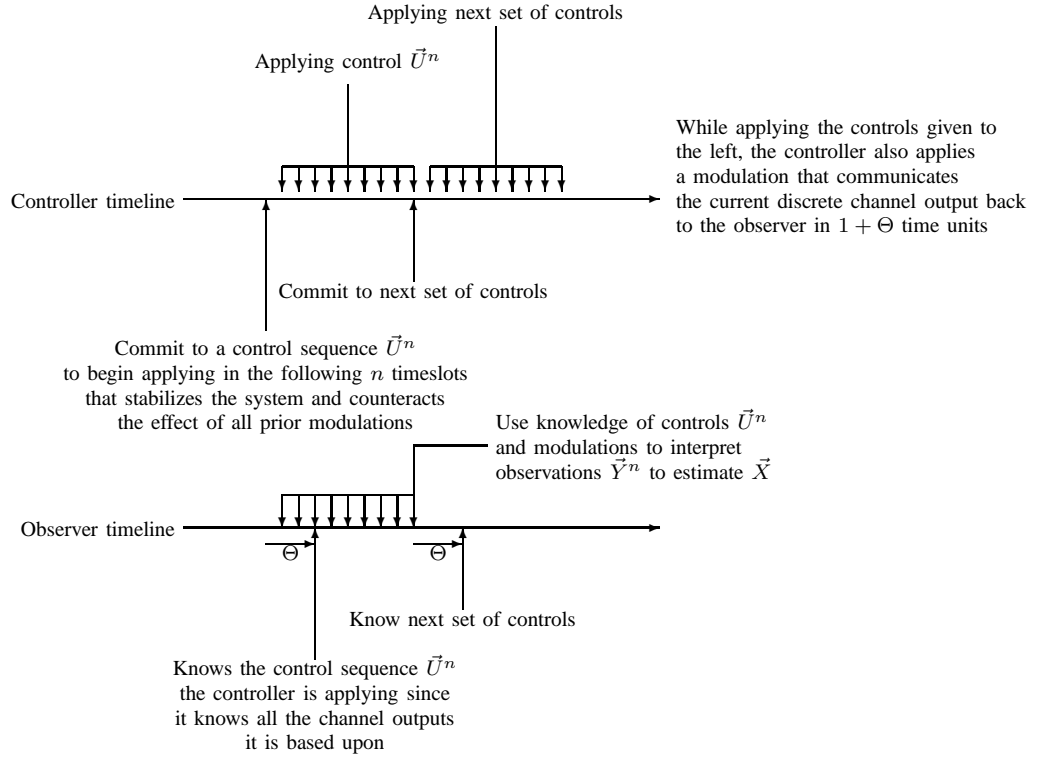 Applying next set of controls
Applying control $\vec{U}^n$
While applying the controls given to
the left, the controller also applies
a modulation that communicates
the current discrete channel output back
to the observer in 1 + Θ time units
Controller timeline
Commit to next set of controls
Commit to a control sequence $\vec{U}^n$
to begin applying in the following n timeslots
that stabilizes the system and counteracts
the effect of all prior modulations
Use knowledge of controls $\vec{U}^n$
and modulations to interpret
observations $\vec{Y}^n$ to estimate $\vec{X}$
Observer timeline
Θ
Θ
Know next set of controls
Knows the control sequence $\vec{U}^n$
the controller is applying since
it knows all the channel outputs
it is based upon